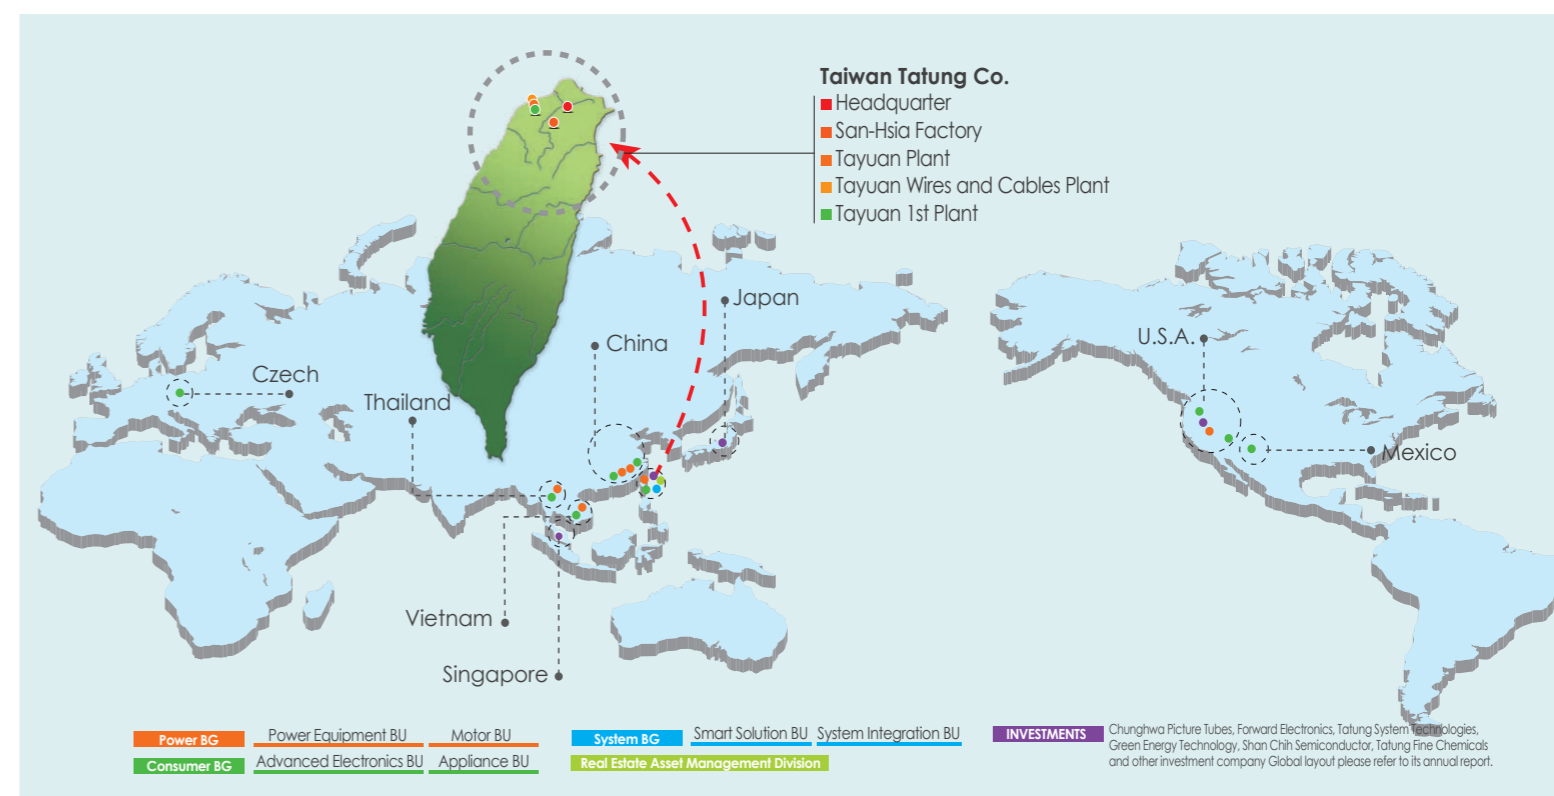 Taiwan Tatung Co.
Headquarter
San-Hsia Factory
Tayuan Plant
Tayuan Wires and Cables Plant
Tayuan 1st Plant
Japan
China
U.S.A.
Czech
Thailand
Mexico
Vietnam
Singapore
Power BG Power Equipment BU Motor BU
Consumer BG Advanced Electronics BU Appliance BU
System BG Smart Solution BU System Integration BU
Real Estate Asset Management Division
INVESTMENTS
Chunghwa Picture Tubes, Forward Electronics, Tatung System Technologies,
Green Energy Technology, Shan Chih Semiconductor, Tatung Fine Chemicals
and other investment company Global layout please refer to its annual report.